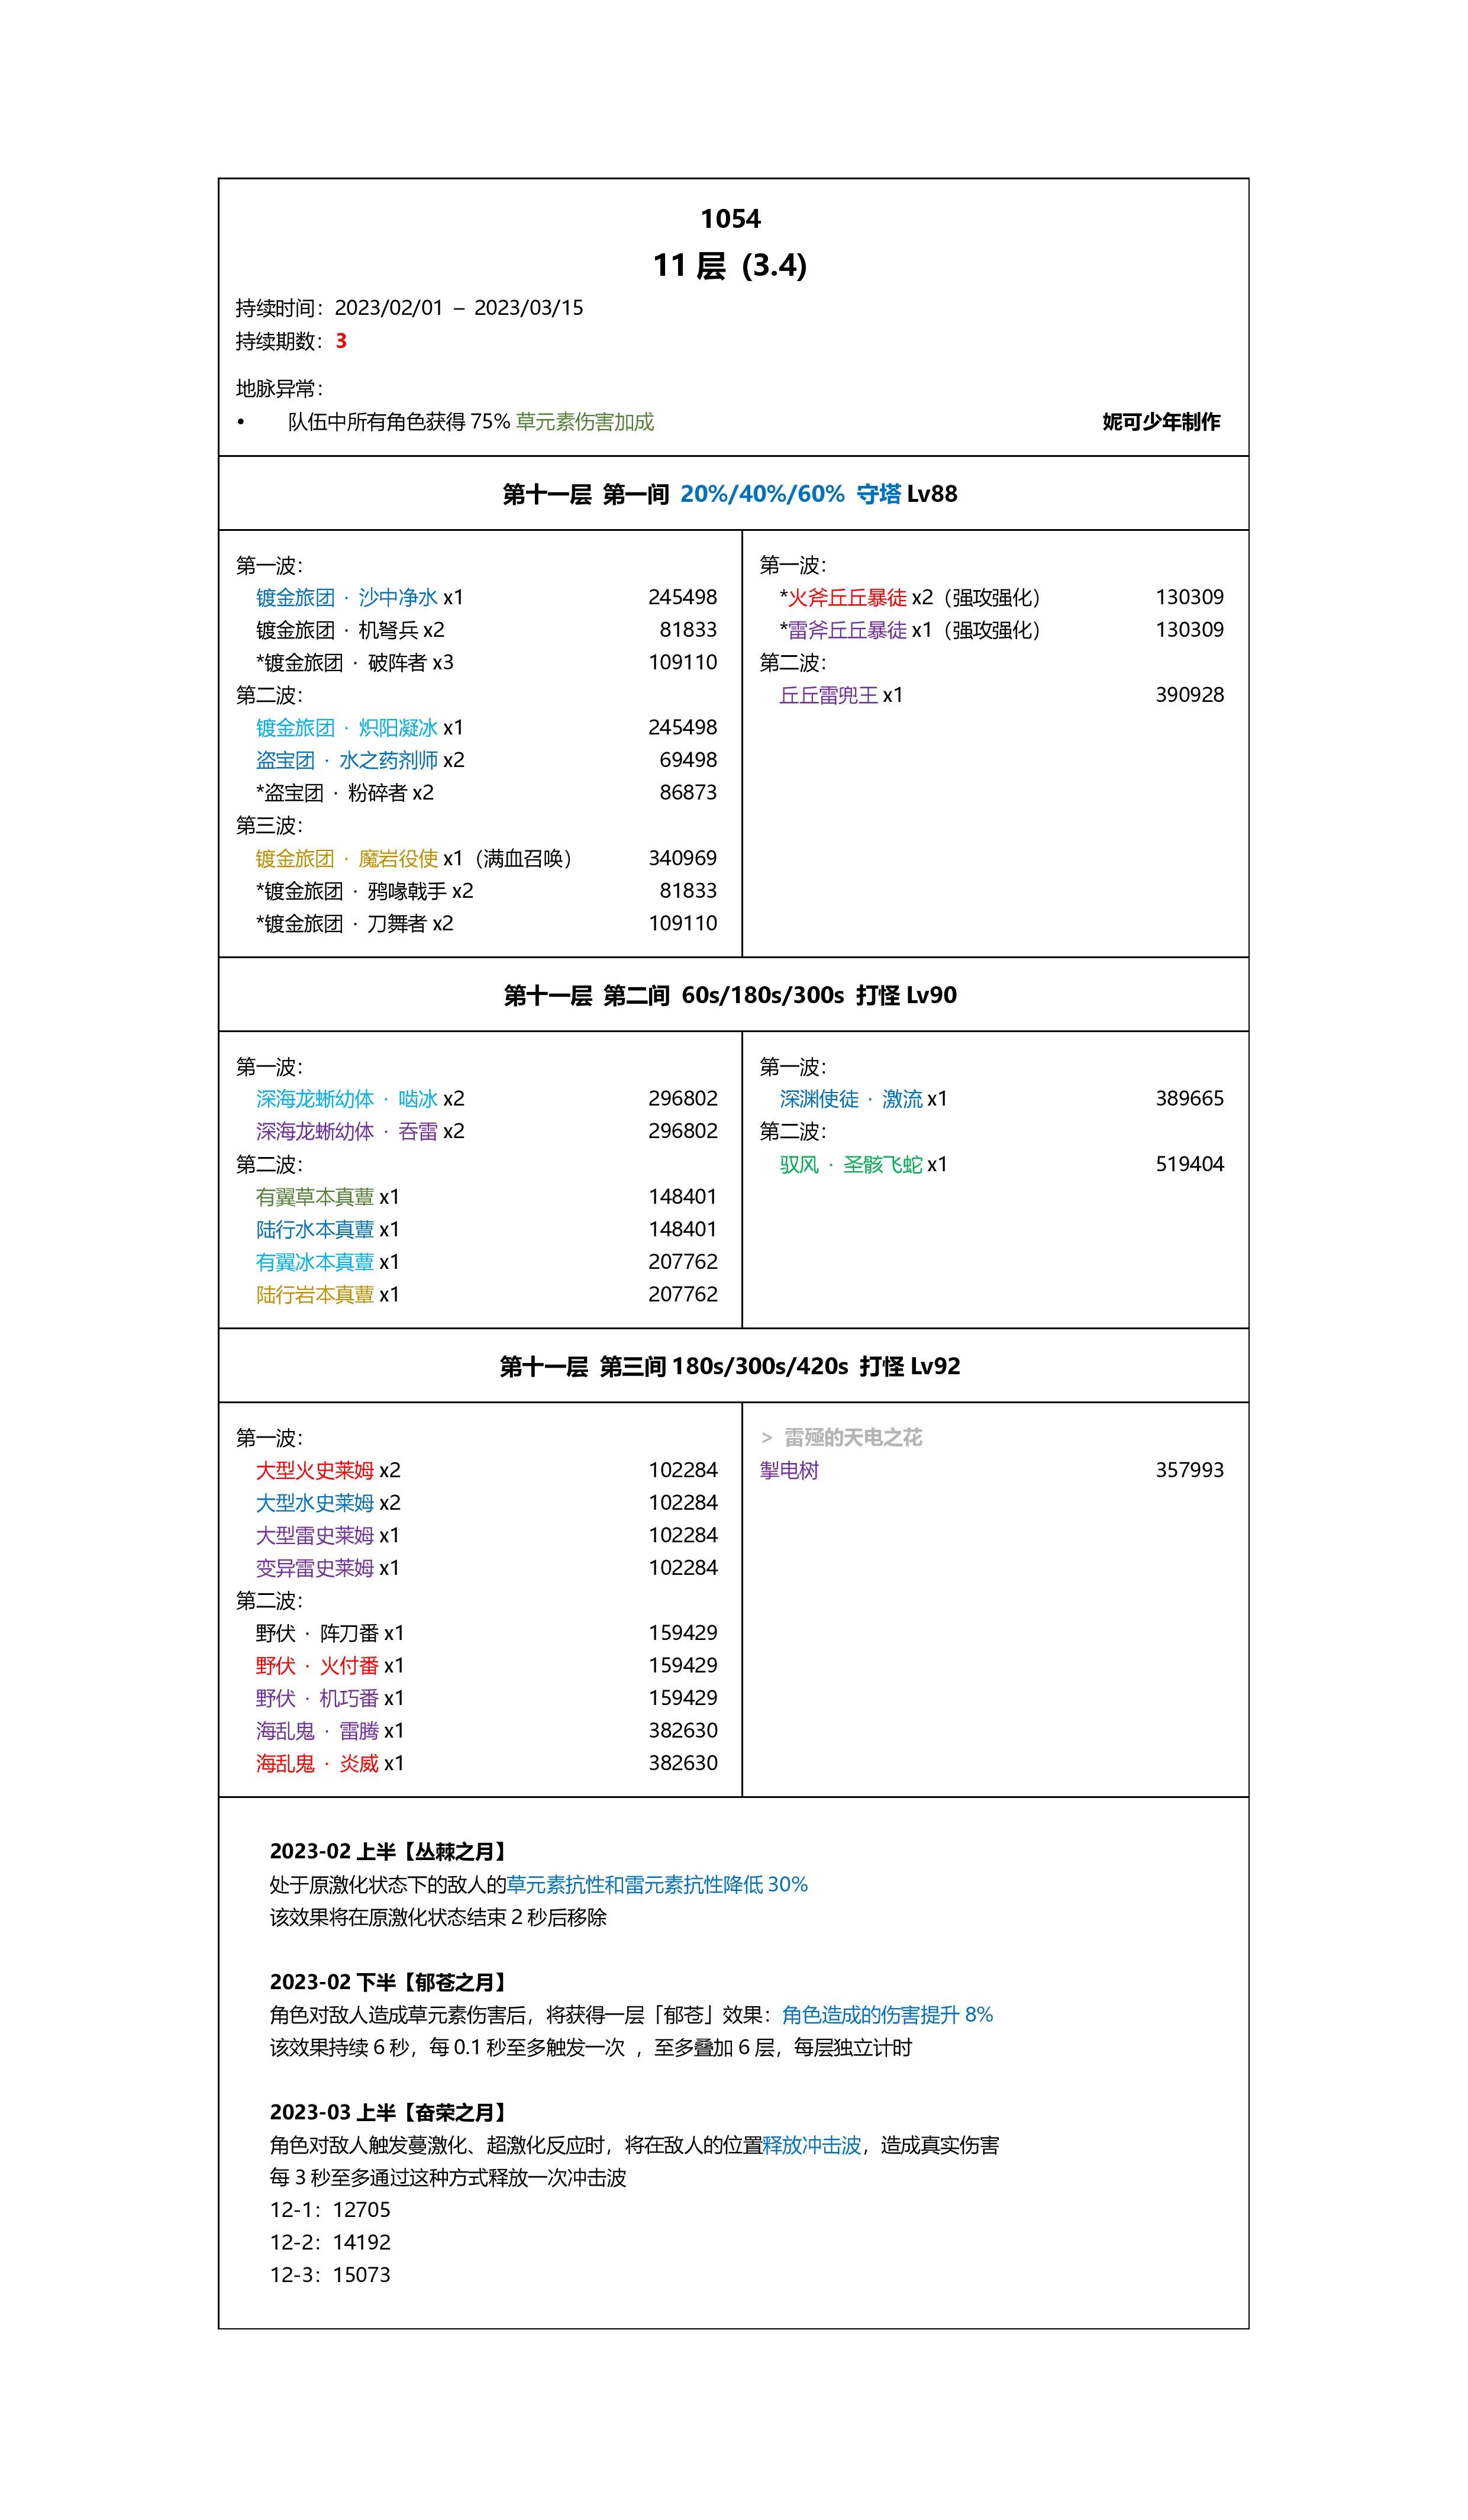 1054
11 层 (3.4)
持续时间：2023/02/01 – 2023/03/15
持续期数：3
地脉异常：
• 队伍中所有角色获得 75% 草元素伤害加成
妮可少年制作
第十一层 第一间 20%/40%/60% 守塔 Lv88
第一波：
镀金旅团 · 沙中净水 x1 245498
镀金旅团 · 机弩兵 x2 81833
*镀金旅团 · 破阵者 x3 109110
第二波：
镀金旅团 · 炽阳凝冰 x1 245498
盗宝团 · 水之药剂师 x2 69498
*盗宝团 · 粉碎者 x2 86873
第三波：
镀金旅团 · 魔岩役使 x1（满血召唤） 340969
*镀金旅团 · 鸦喙戟手 x2 81833
*镀金旅团 · 刀舞者 x2 109110
第一波：
*火斧丘丘暴徒 x2（强攻强化） 130309
*雷斧丘丘暴徒 x1（强攻强化） 130309
第二波：
丘丘雷兜王 x1 390928
第十一层 第二间 60s/180s/300s 打怪 Lv90
第一波：
深海龙蜥幼体 · 啮冰 x2 296802
深海龙蜥幼体 · 吞雷 x2 296802
第二波：
有翼草本真蕈 x1 148401
陆行水本真蕈 x1 148401
有翼冰本真蕈 x1 207762
陆行岩本真蕈 x1 207762
第一波：
深渊使徒 · 激流 x1 389665
第二波：
驭风 · 圣骸飞蛇 x1 519404
第十一层 第三间 180s/300s/420s 打怪 Lv92
第一波：
大型火史莱姆 x2 102284
大型水史莱姆 x2 102284
大型雷史莱姆 x1 102284
变异雷史莱姆 x1 102284
第二波：
野伏 · 阵刀番 x1 159429
野伏 · 火付番 x1 159429
野伏 · 机巧番 x1 159429
海乱鬼 · 雷腾 x1 382630
海乱鬼 · 炎威 x1 382630
> 雷殛的天电之花
掣电树 357993
2023-02 上半【丛棘之月】
处于原激化状态下的敌人的草元素抗性和雷元素抗性降低 30%
该效果将在原激化状态结束 2 秒后移除
2023-02 下半【郁苍之月】
角色对敌人造成草元素伤害后，将获得一层「郁苍」效果：角色造成的伤害提升 8%
该效果持续 6 秒，每 0.1 秒至多触发一次 ，至多叠加 6 层，每层独立计时
2023-03 上半【奋荣之月】
角色对敌人触发蔓激化、超激化反应时，将在敌人的位置释放冲击波，造成真实伤害
每 3 秒至多通过这种方式释放一次冲击波
12-1：12705
12-2：14192
12-3：15073